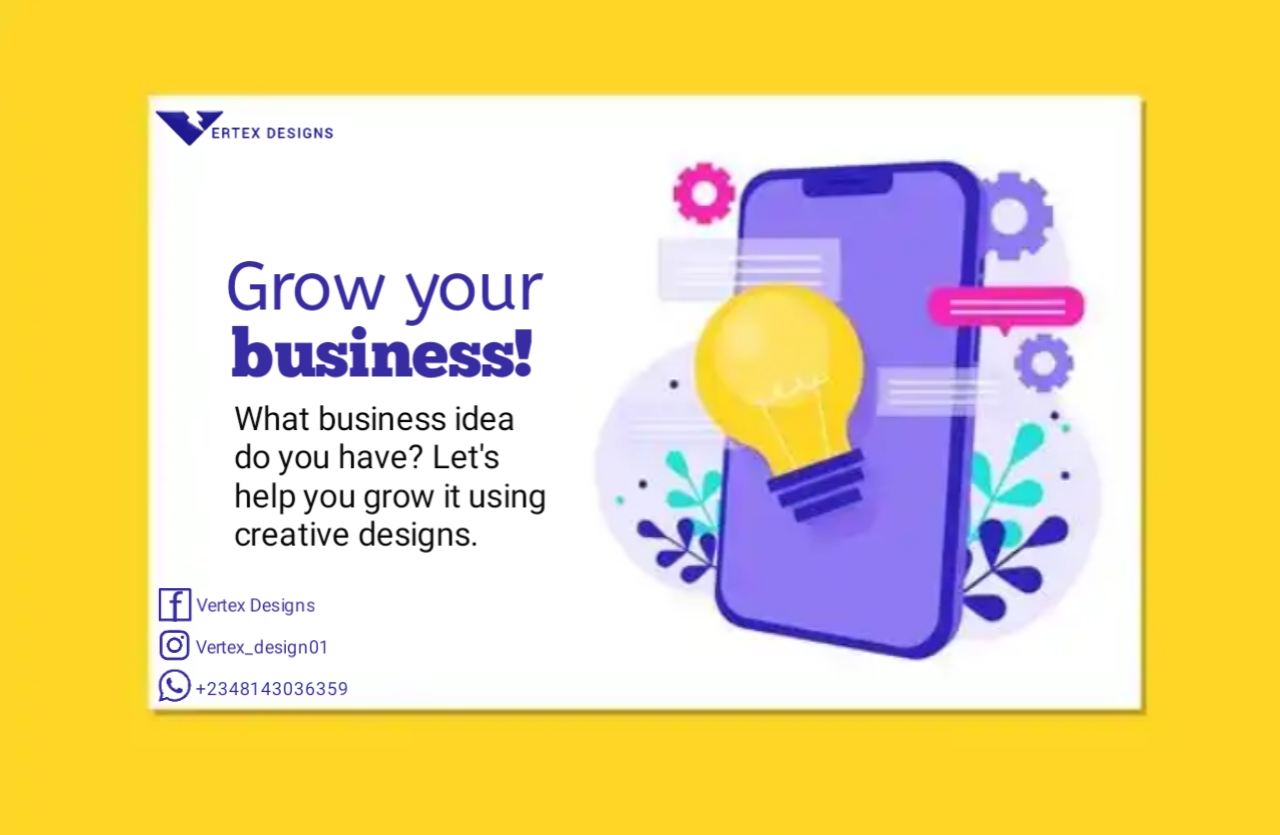 VERTEX DESIGNS
Grow your
business!
What business idea
do you have? Let's
help you grow it using
creative designs.
Vertex Designs
Vertex_design01
+2348143036359